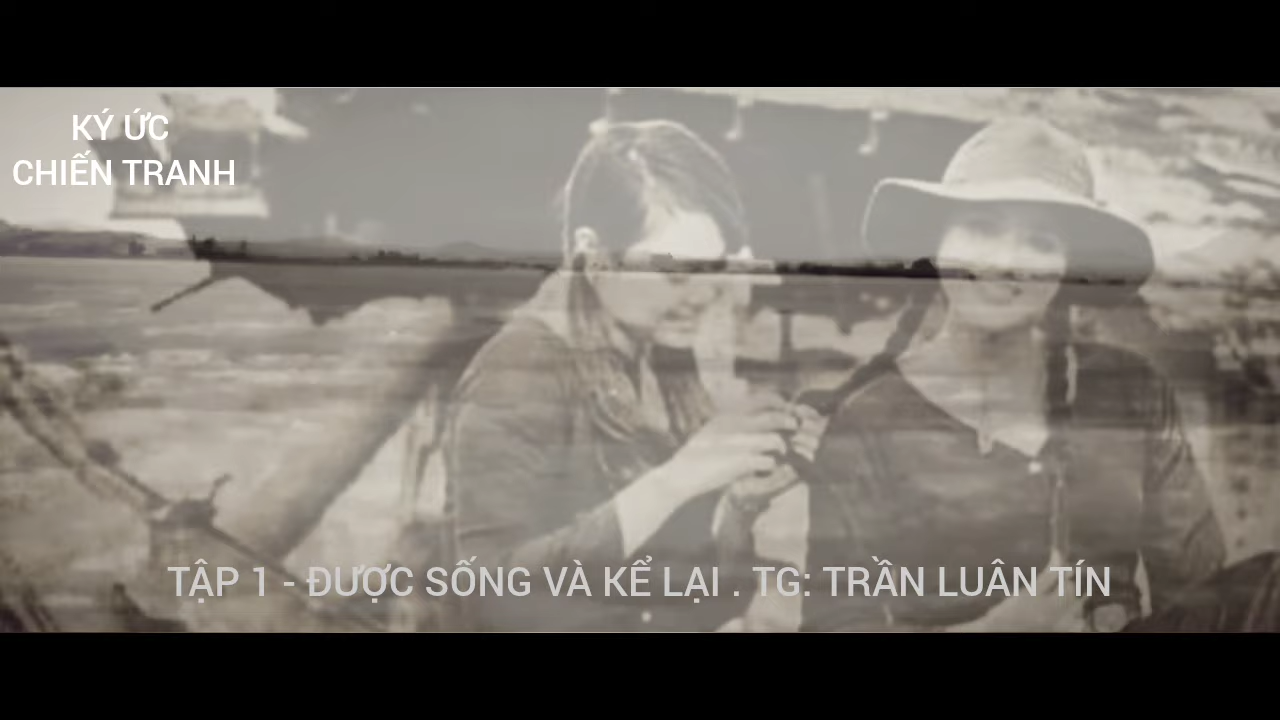 KÝ ỨC
CHIẾN TRANH
TẬP 1 - ĐƯỢC SỐNG VÀ KỂ LẠI . TG: TRẦN LUÂN TÍN